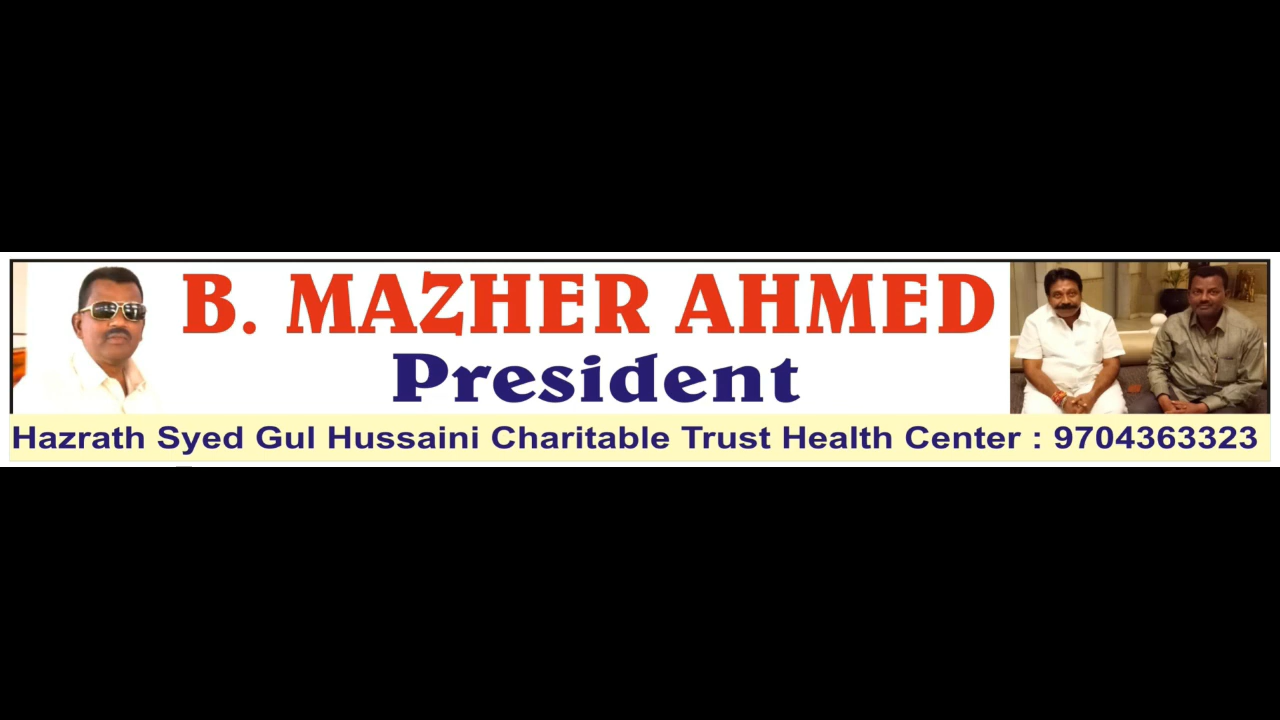 B. MAZHER AHMED
President
Hazrath Syed Gul Hussaini Charitable Trust Health Center : 9704363323